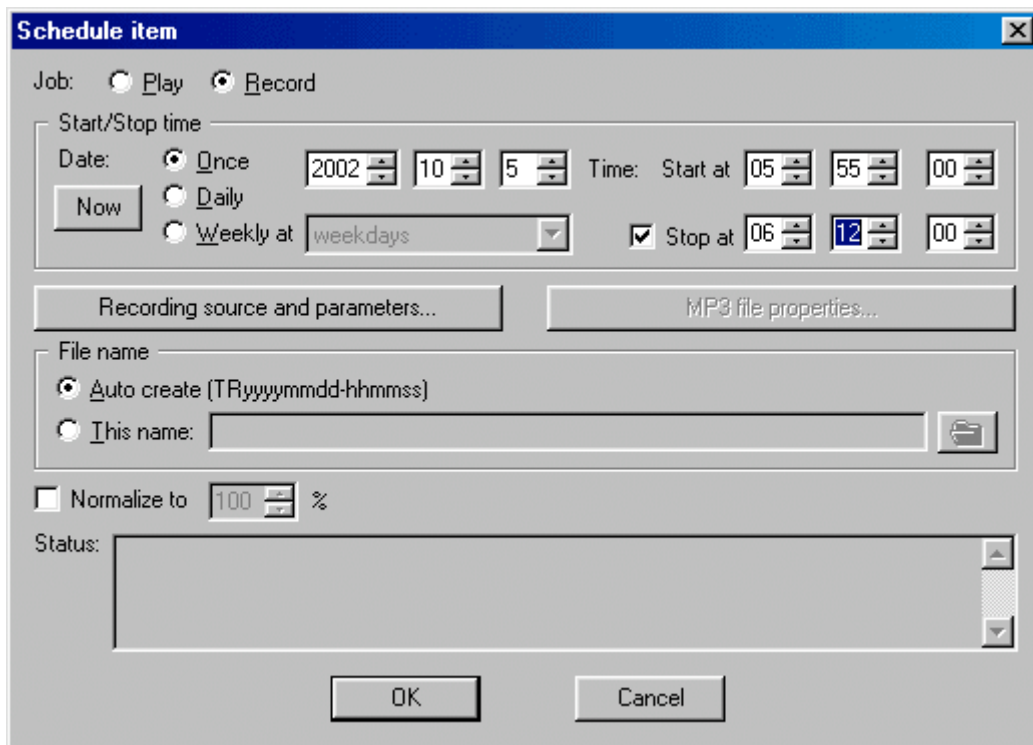 Schedule item
Job: Play Record
Start/Stop time
Date: Once 2002 10 5 Time: Start at 05 55 00
Now Daily
Weekly at weekdays Stop at 06 12 00
Recording source and parameters... MP3 file properties...
File name
Auto create (TRyyyymmdd-hhmmss)
This name:
Normalize to 100 %
Status:
OK Cancel